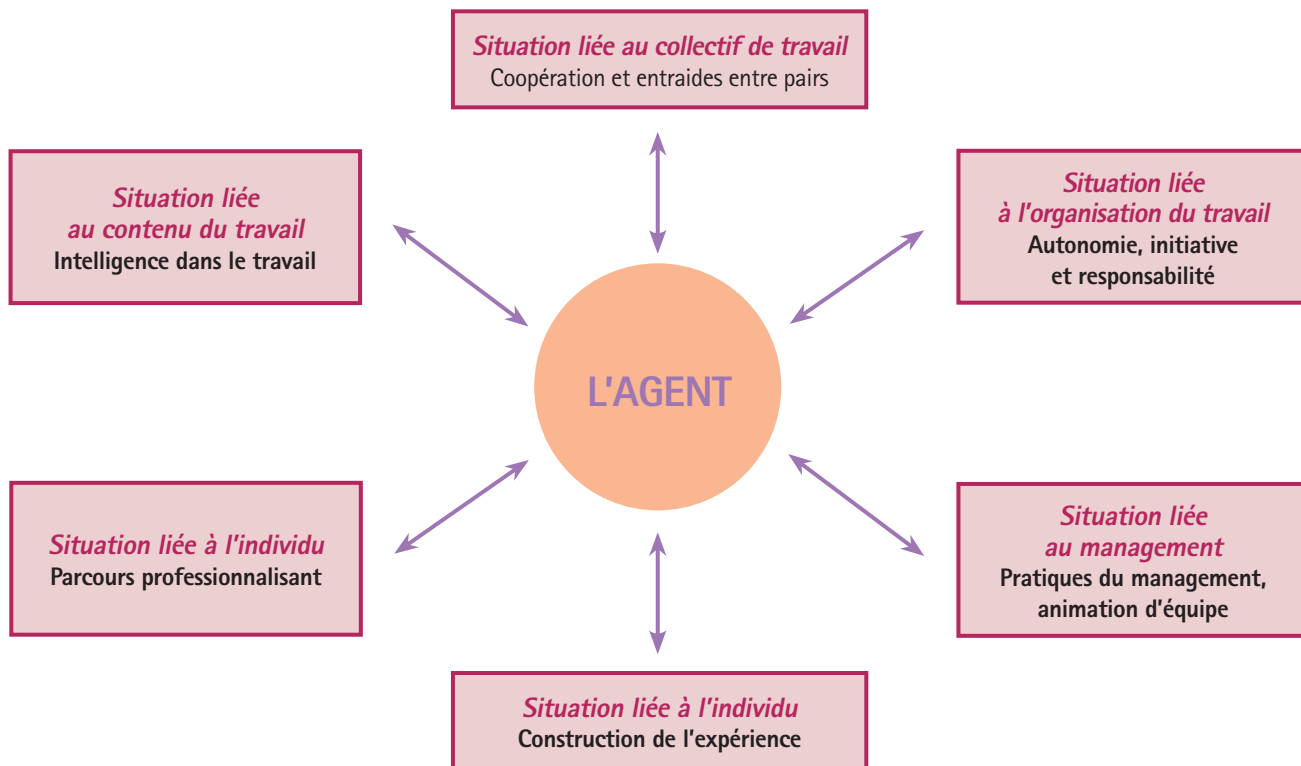 Situation liée au collectif de travail
Coopération et entraides entre pairs
Situation liée
au contenu du travail
Intelligence dans le travail
Situation liée
à l'organisation du travail
Autonomie, initiative
et responsabilité
L'AGENT
Situation liée à l'individu
Parcours professionnalisant
Situation liée
au management
Pratiques du management,
animation d'équipe
Situation liée à l'individu
Construction de l'expérience